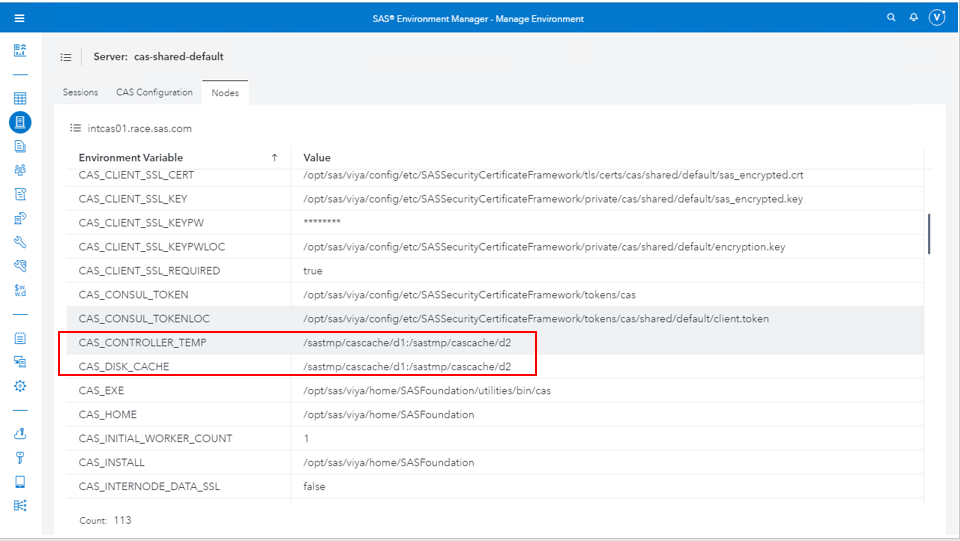 SAS® Environment Manager - Manage Environment
V
Server: cas-shared-default
Sessions CAS Configuration Nodes
intcas01.race.sas.com
Environment Variable ↑ Value
CAS_CLIENT_SSL_CERT /opt/sas/viya/config/etc/SASSecurityCertificateFramework/tls/certs/cas/shared/default/sas_encrypted.crt
CAS_CLIENT_SSL_KEY /opt/sas/viya/config/etc/SASSecurityCertificateFramework/private/cas/shared/default/sas_encrypted.key
CAS_CLIENT_SSL_KEYPW ********
CAS_CLIENT_SSL_KEYPWLOC /opt/sas/viya/config/etc/SASSecurityCertificateFramework/private/cas/shared/default/encryption.key
CAS_CLIENT_SSL_REQUIRED true
CAS_CONSUL_TOKEN /opt/sas/viya/config/etc/SASSecurityCertificateFramework/tokens/cas
CAS_CONSUL_TOKENLOC /opt/sas/viya/config/etc/SASSecurityCertificateFramework/tokens/cas/shared/default/client.token
CAS_CONTROLLER_TEMP /sastmp/cascache/d1:/sastmp/cascache/d2
CAS_DISK_CACHE /sastmp/cascache/d1:/sastmp/cascache/d2
CAS_EXE /opt/sas/viya/home/SASFoundation/utilities/bin/cas
CAS_HOME /opt/sas/viya/home/SASFoundation
CAS_INITIAL_WORKER_COUNT 1
CAS_INSTALL /opt/sas/viya/home/SASFoundation
CAS_INTERNODE_DATA_SSL false
Count: 113